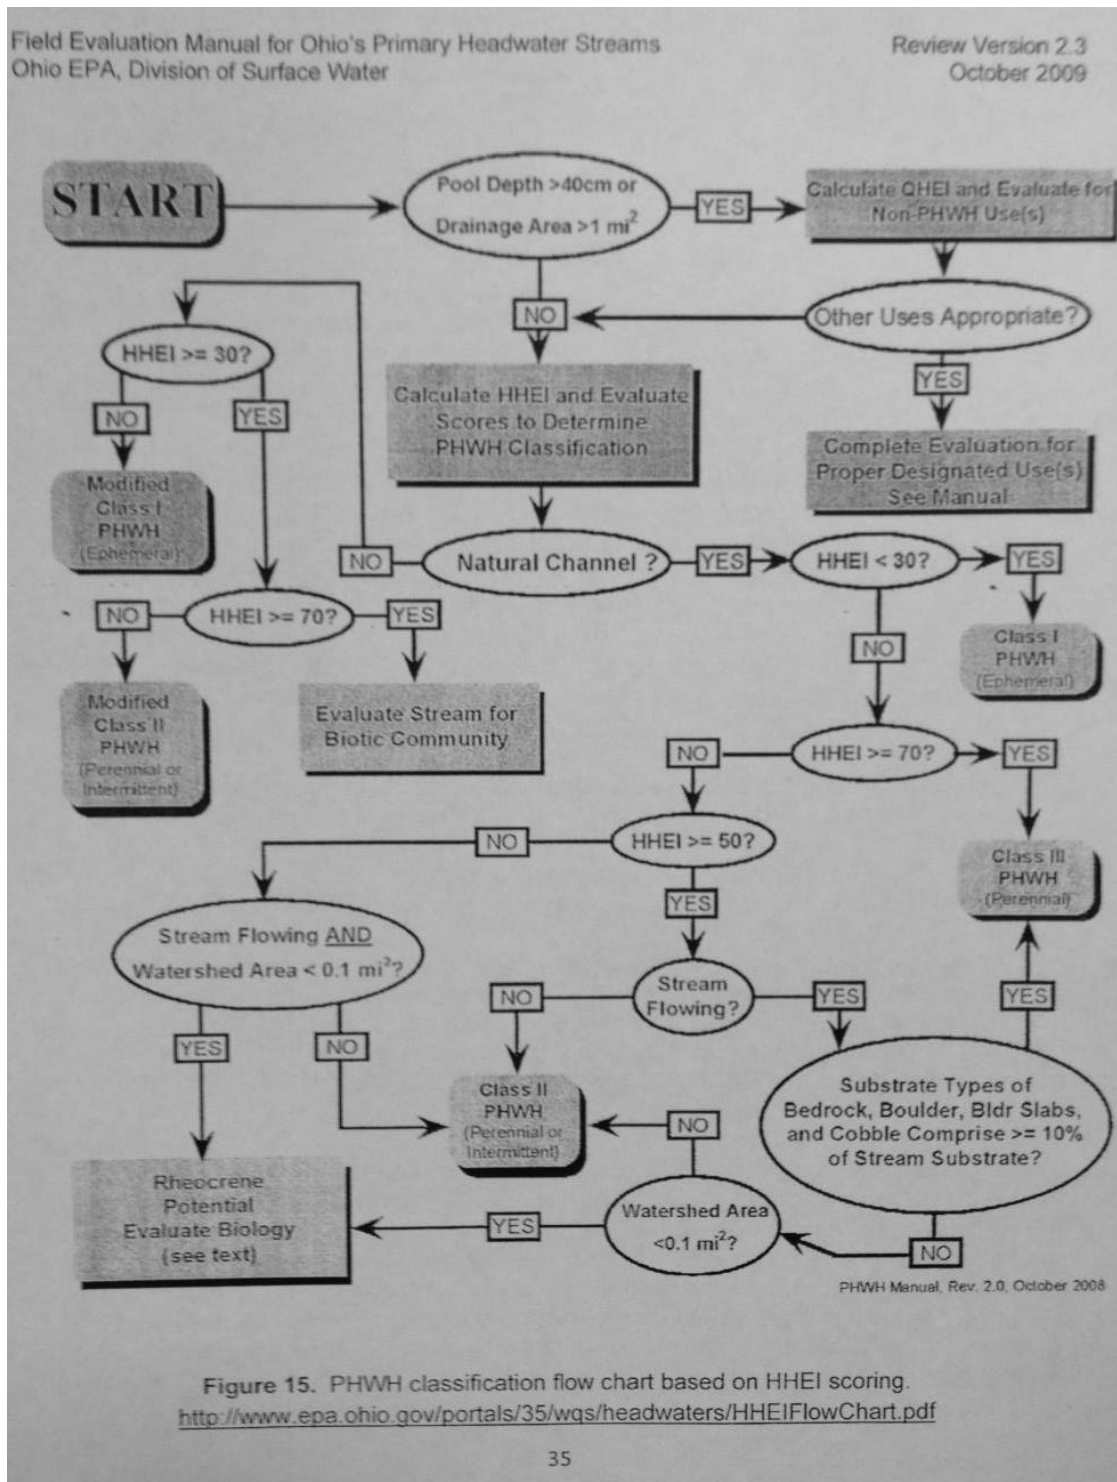 Field Evaluation Manual for Ohio's Primary Headwater Streams
Ohio EPA, Division of Surface Water
Review Version 2.3
October 2009
START
Pool Depth >40cm or
Drainage Area >1 mi²
YES
Calculate QHEI and Evaluate for
Non-PHWH Use(s)
NO
Other Uses Appropriate?
YES
Complete Evaluation for
Proper Designated Use(s)
See Manual
HHEI >= 30?
NO
YES
Calculate HHEI and Evaluate
Scores to Determine
PHWH Classification
Modified
Class I
PHWH
(Ephemeral)
NO
Natural Channel ?
YES
HHEI < 30?
YES
Class I
PHWH
(Ephemeral)
NO
NO
HHEI >= 70?
YES
Modified
Class II
PHWH
(Perennial or
Intermittent)
Evaluate Stream for
Biotic Community
NO
HHEI >= 70?
YES
NO
HHEI >= 50?
YES
Class III
PHWH
(Perennial)
Stream Flowing AND
Watershed Area < 0.1 mi²?
YES
NO
NO
Stream
Flowing?
YES
YES
Class II
PHWH
(Perennial or
Intermittent)
NO
Substrate Types of
Bedrock, Boulder, Bldr Slabs,
and Cobble Comprise >= 10%
of Stream Substrate?
Rheocrene
Potential
Evaluate Biology
(see text)
YES
Watershed Area
<0.1 mi²?
NO
PHWH Manual, Rev. 2.0, October 2008
Figure 15. PHWH classification flow chart based on HHEI scoring.
http://www.epa.ohio.gov/portals/35/wqs/headwaters/HHEIFlowChart.pdf
35